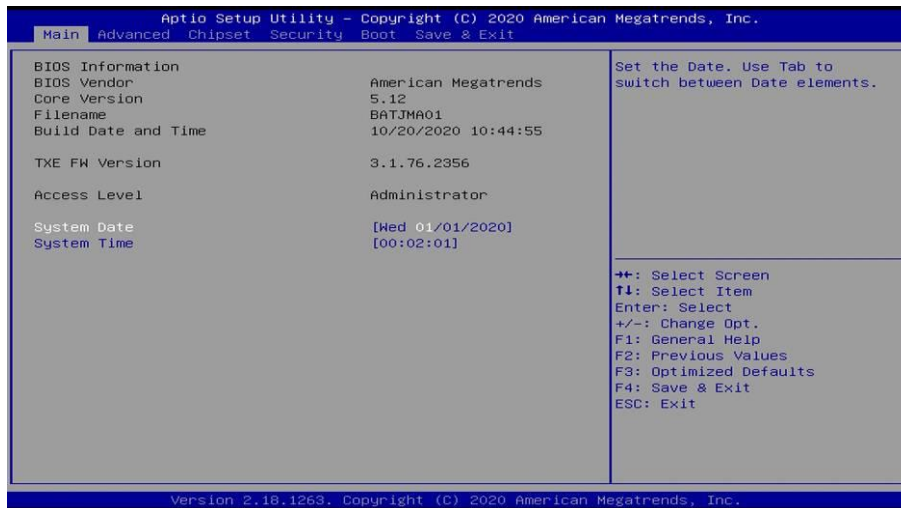 Aptio Setup Utility – Copyright (C) 2020 American Megatrends, Inc.
Main Advanced Chipset Security Boot Save & Exit
BIOS Information
BIOS Vendor American Megatrends
Core Version 5.12
Filename BATJMA01
Build Date and Time 10/20/2020 10:44:55
TXE FW Version 3.1.76.2356
Access Level Administrator
System Date [Wed 01/01/2020]
System Time [00:02:01]
Set the Date. Use Tab to
switch between Date elements.
→←: Select Screen
↑↓: Select Item
Enter: Select
+/-: Change Opt.
F1: General Help
F2: Previous Values
F3: Optimized Defaults
F4: Save & Exit
ESC: Exit
Version 2.18.1263. Copyright (C) 2020 American Megatrends, Inc.